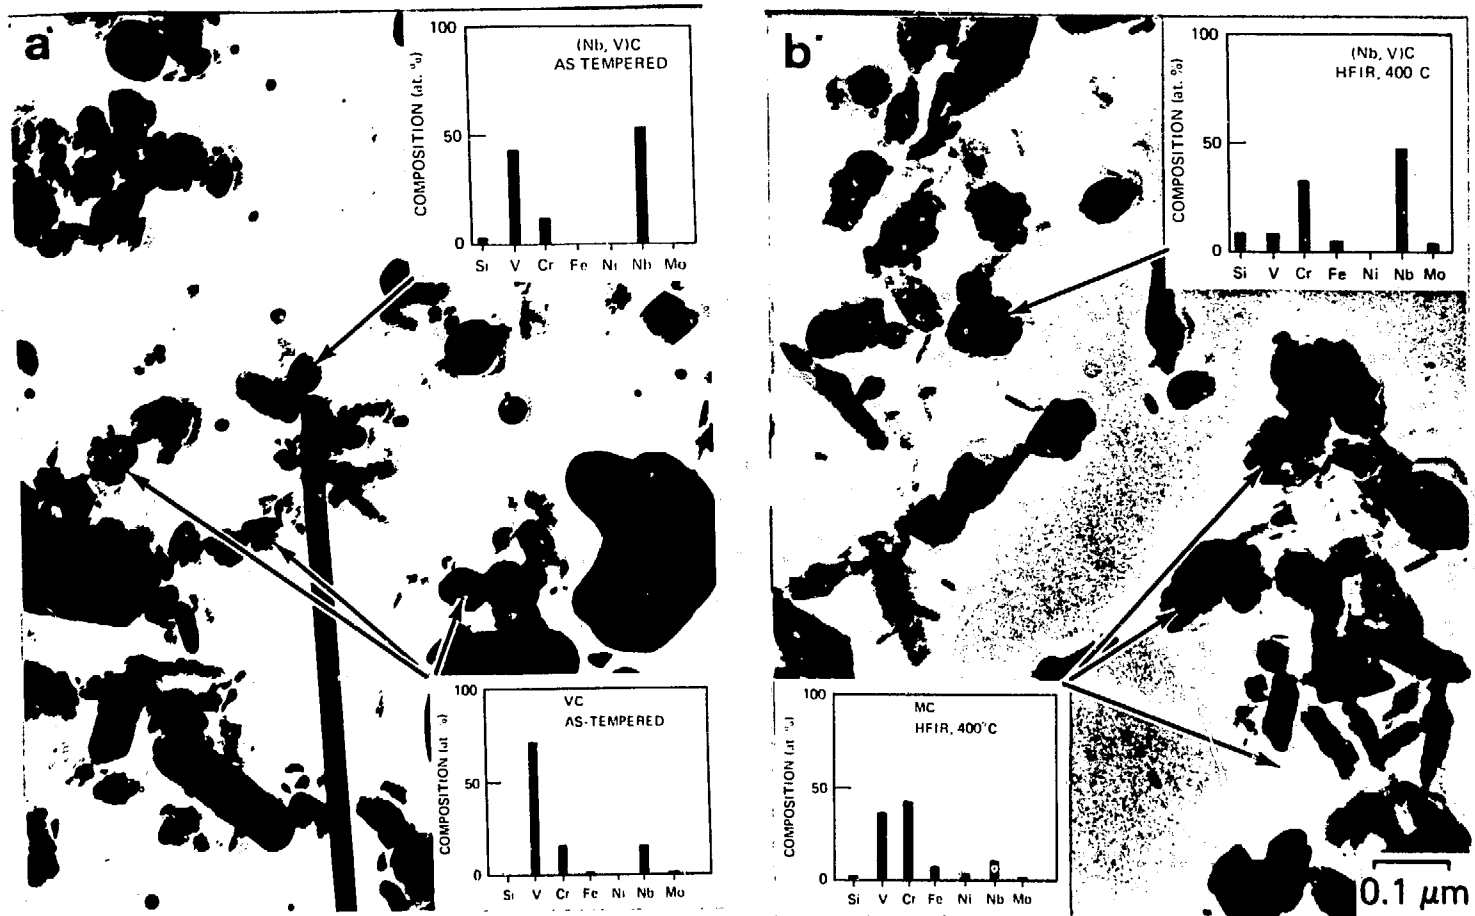 a
100
(Nb, V)C
AS TEMPERED
COMPOSITION (at. %)
50
0
Si V Cr Fe Ni Nb Mo
100
VC
AS-TEMPERED
COMPOSITION (at %)
50
0
Si V Cr Fe Ni Nb Mo
b
100
(Nb, V)C
HFIR, 400 C
COMPOSITION (at. %)
50
0
Si V Cr Fe Ni Nb Mo
100
MC
HFIR, 400°C
COMPOSITION (at %)
50
0
Si V Cr Fe Ni Nb Mo
0.1 μm